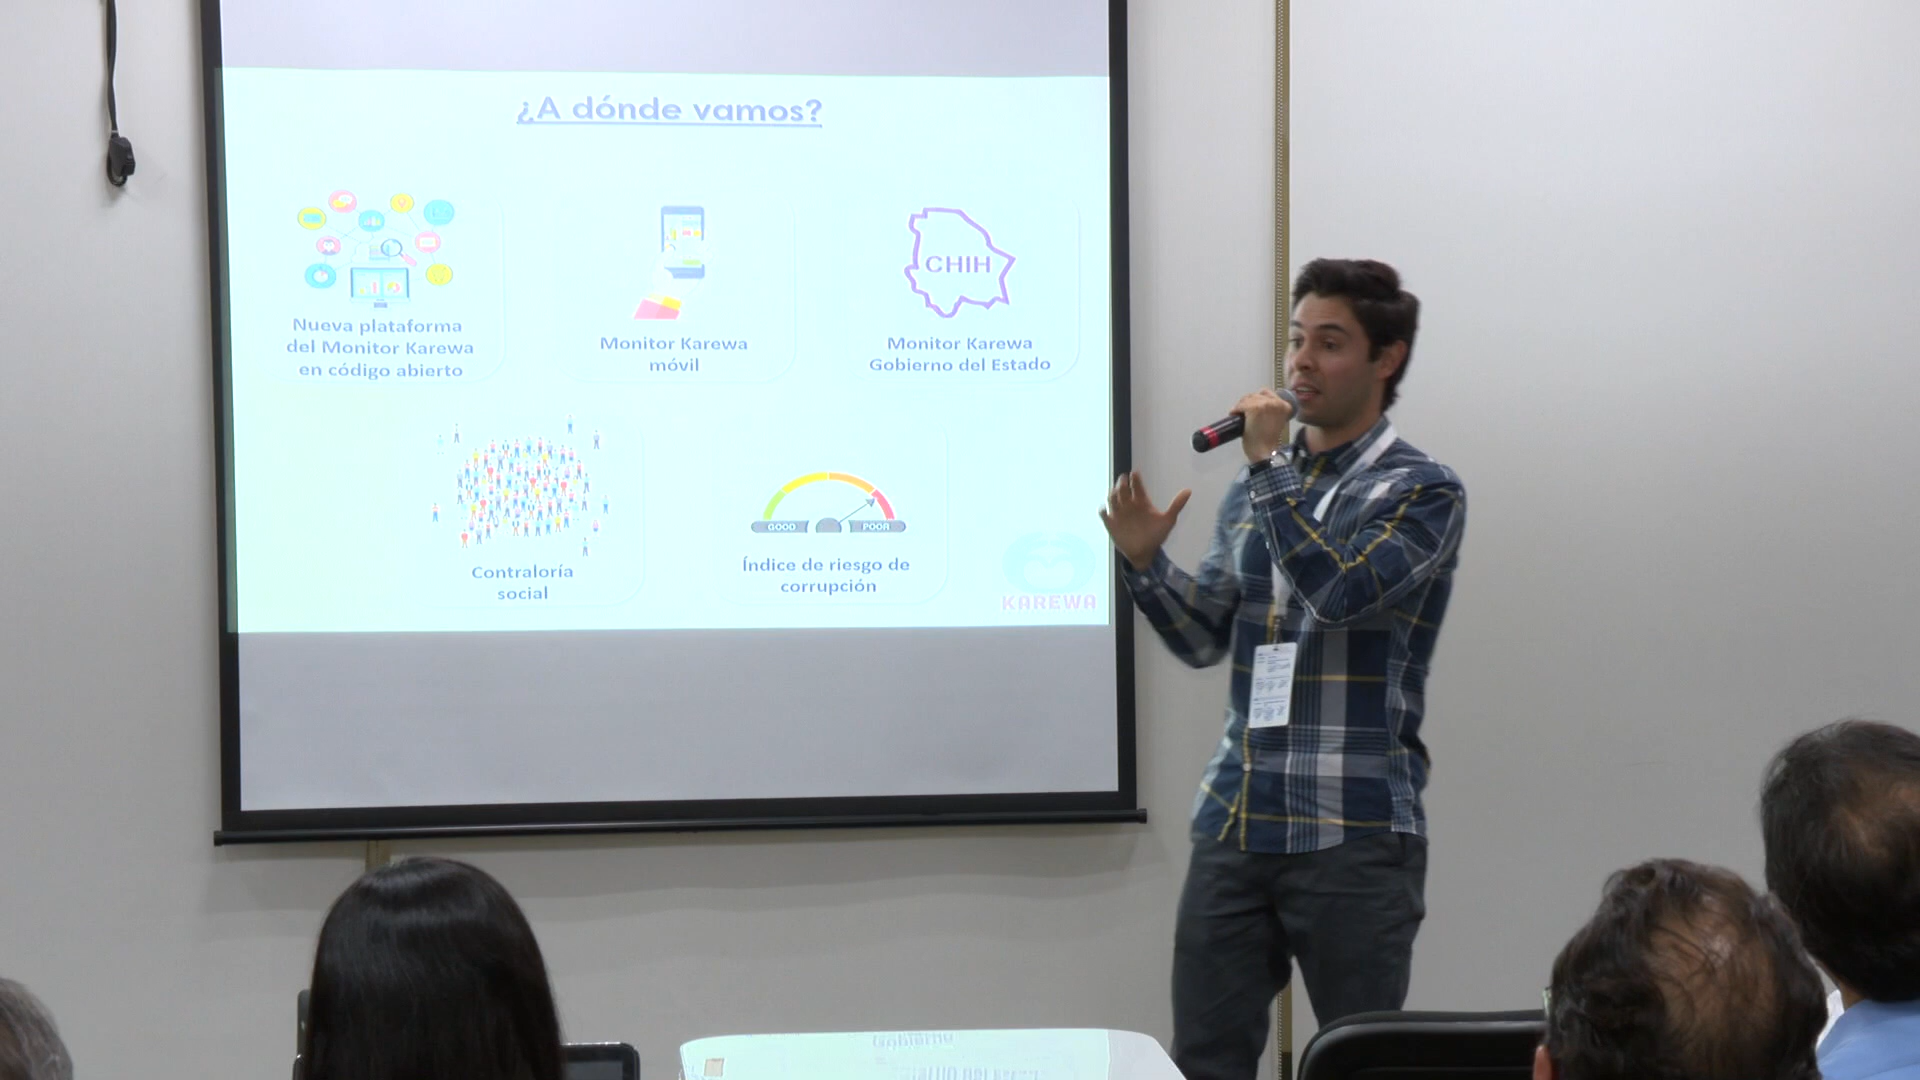 ¿A dónde vamos?
Nueva plataforma
del Monitor Karewa
en código abierto
Monitor Karewa
móvil
CHIH
Monitor Karewa
Gobierno del Estado
Contraloría
social
GOOD
POOR
Índice de riesgo de
corrupción
KAREWA